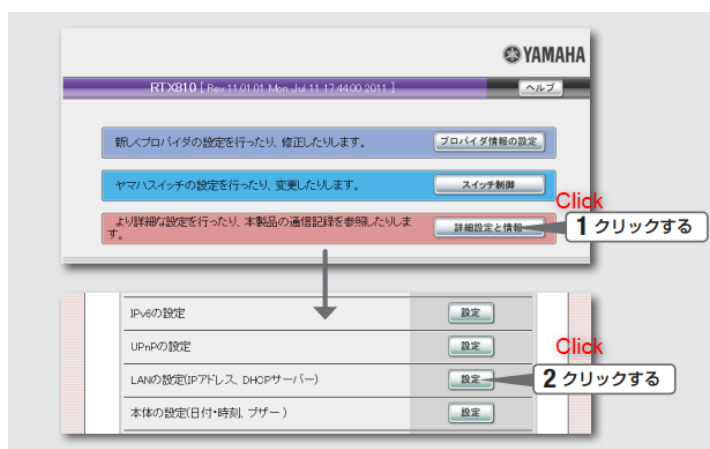 YAMAHA
RTX810 [ Rev.11.01.01 Mon Jul 11 17:44:00 2011 ]
ヘルプ
新しくプロバイダの設定を行ったり、修正したりします。
プロバイダ情報の設定
ヤマハスイッチの設定を行ったり、変更したりします。
スイッチ制御
Click
より詳細な設定を行ったり、本製品の通信記録を参照したりしま
す。
詳細設定と情報
1 クリックする
IPv6の設定
設定
UPnPの設定
設定
Click
LANの設定(IPアドレス、DHCPサーバー)
設定
2 クリックする
本体の設定(日付・時刻、ブザー)
設定